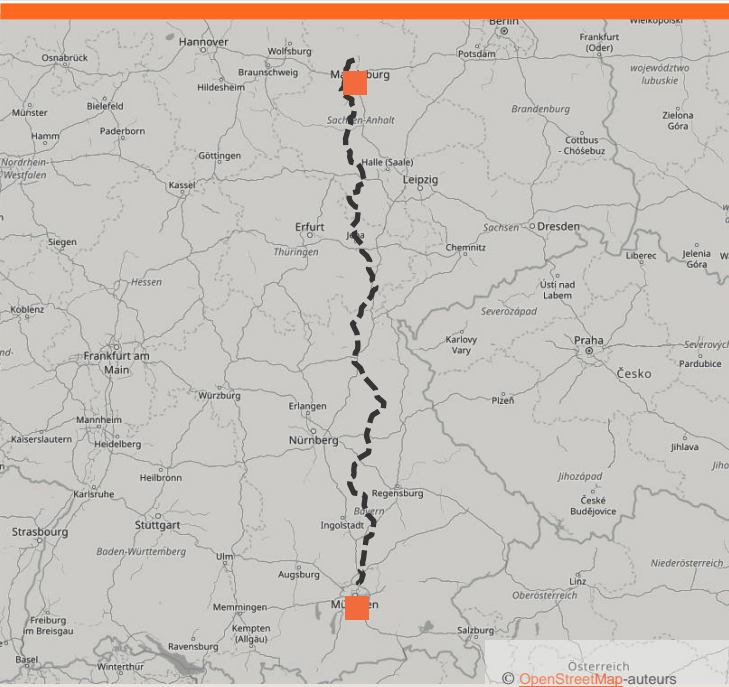 Berlin
Wielkopolski
Hannover
Wolfsburg
Frankfurt
(Oder)
Osnabrück
Potsdam
Braunschweig
województwo
lubuskie
Hildesheim
Bielefeld
Brandenburg
Münster
Sachsen-Anhalt
Zielona
Góra
Hamm
Paderborn
Cottbus
- Chóśebuz
Göttingen
Halle (Saale)
Nordrhein-
Westfalen
Kassel
Leipzig
Erfurt
Jena
Sachsen
Dresden
Siegen
Thüringen
Chemnitz
Liberec
Jelenia
Góra
Hessen
Ústí nad
Labem
Koblenz
Severozápad
Karlovy
Vary
Praha
Frankfurt am
Main
Česko
Pardubice
Würzburg
Erlangen
Plzeň
Mannheim
Kaiserslautern
Heidelberg
Nürnberg
Jihlava
Heilbronn
Jihozápad
Karlsruhe
Regensburg
České
Budějovice
Bayern
Strasbourg
Stuttgart
Ingolstadt
Baden-Württemberg
Ulm
Niederösterreich
Augsburg
Linz
Oberösterreich
Memmingen
Freiburg
im Breisgau
Kempten
(Allgäu)
Salzburg
Ravensburg
Basel
Winterthur
Österreich
© OpenStreetMap-auteurs